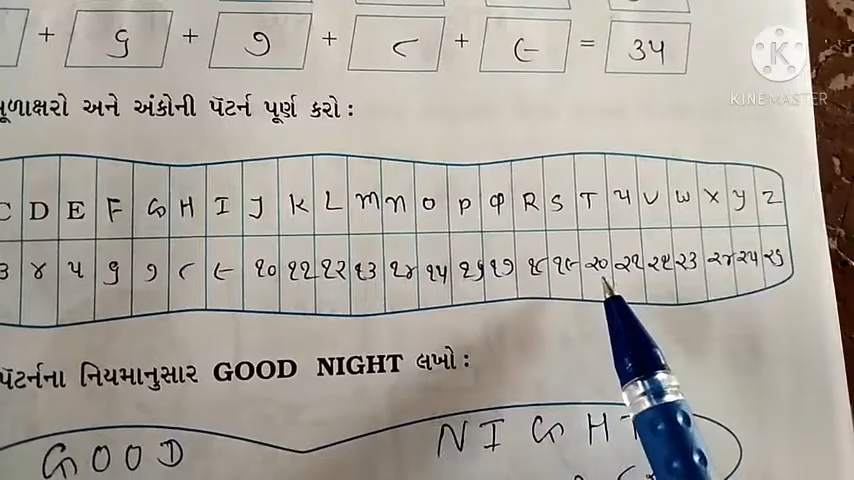 + ૬ + ૭ + ૮ + ૯ = ૩૫
KINEMASTER
મૂળાક્ષરો અને અંકોની પૅટર્ન પૂર્ણ કરો :
C D E F G H I J K L M N O P Q R S T U V W X Y Z
૩ ૪ ૫ ૬ ૭ ૮ ૯ ૧૦ ૧૧ ૧૨ ૧૩ ૧૪ ૧૫ ૧૬ ૧૭ ૧૮ ૧૯ ૨૦ ૨૧ ૨૨ ૨૩ ૨૪ ૨૫ ૨૬
પૅટર્નના નિયમાનુસાર GOOD NIGHT લખો :
GOOD NIGHT